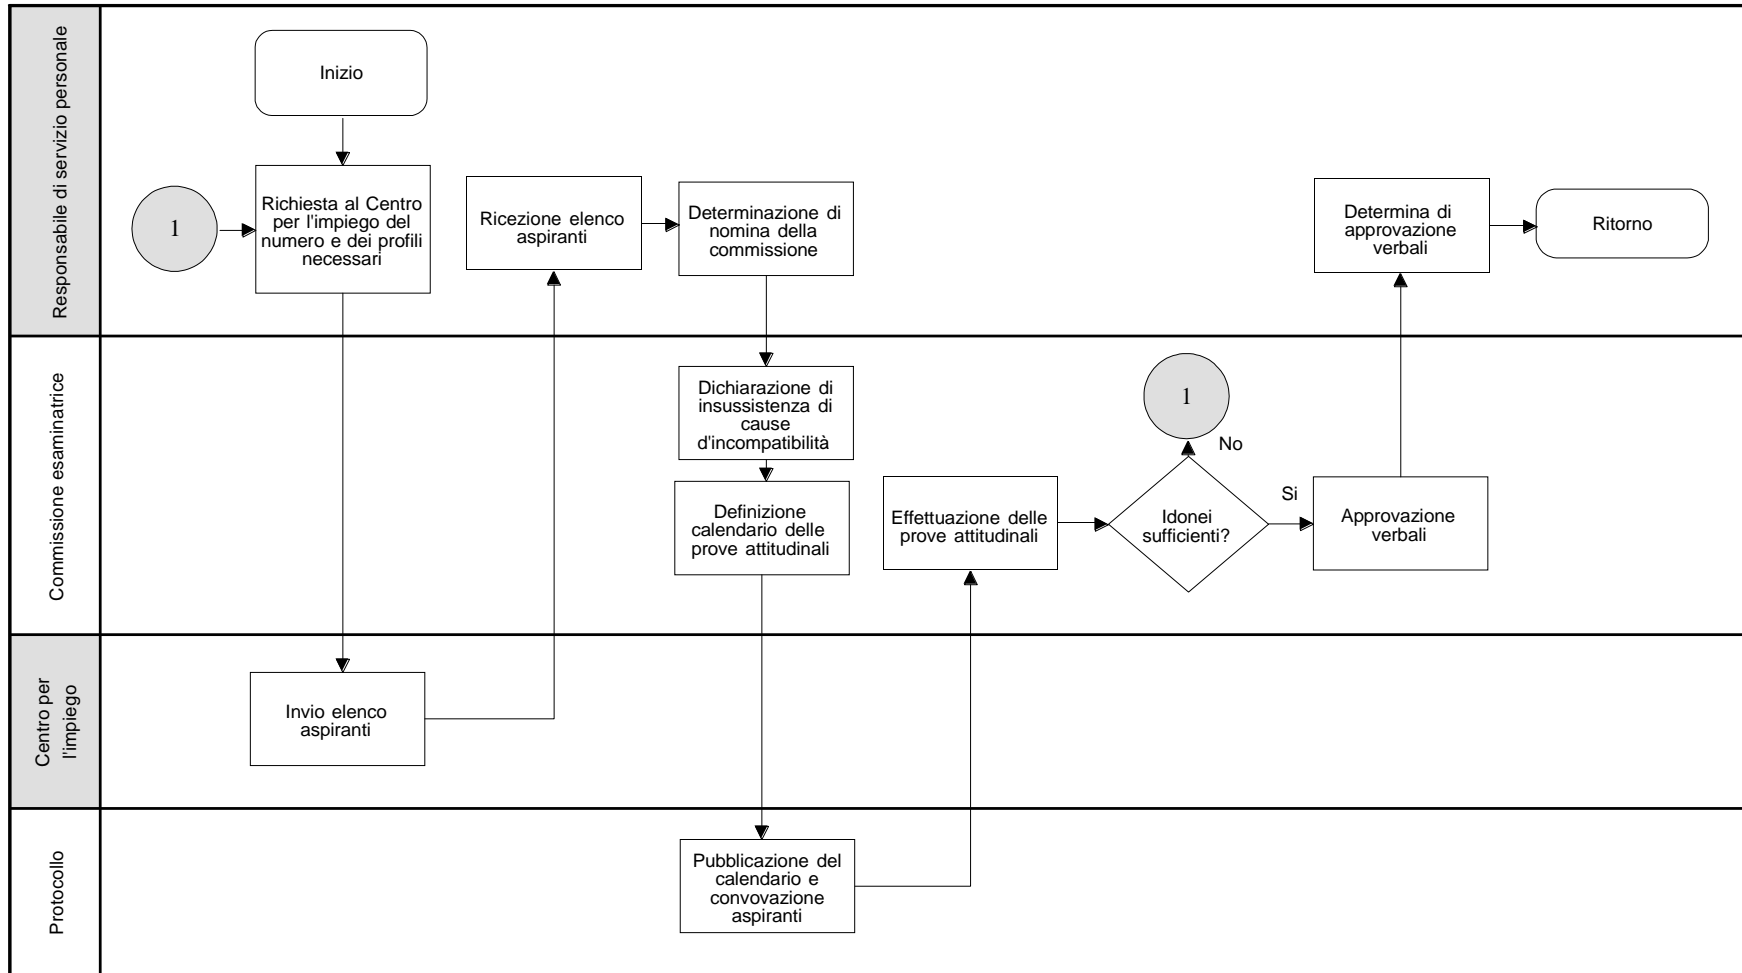 Responsabile di servizio personale
Inizio
1
Richiesta al Centro
per l'impiego del
numero e dei profili
necessari
Ricezione elenco
aspiranti
Determinazione di
nomina della
commissione
Determina di
approvazione
verbali
Ritorno
Commissione esaminatrice
Dichiarazione di
insussistenza di
cause
d'incompatibilità
Definizione
calendario delle
prove attitudinali
Effettuazione delle
prove attitudinali
1
No
Idonei
sufficienti?
Si
Approvazione
verbali
Centro per
l'impiego
Invio elenco
aspiranti
Protocollo
Pubblicazione del
calendario e
convovazione
aspiranti